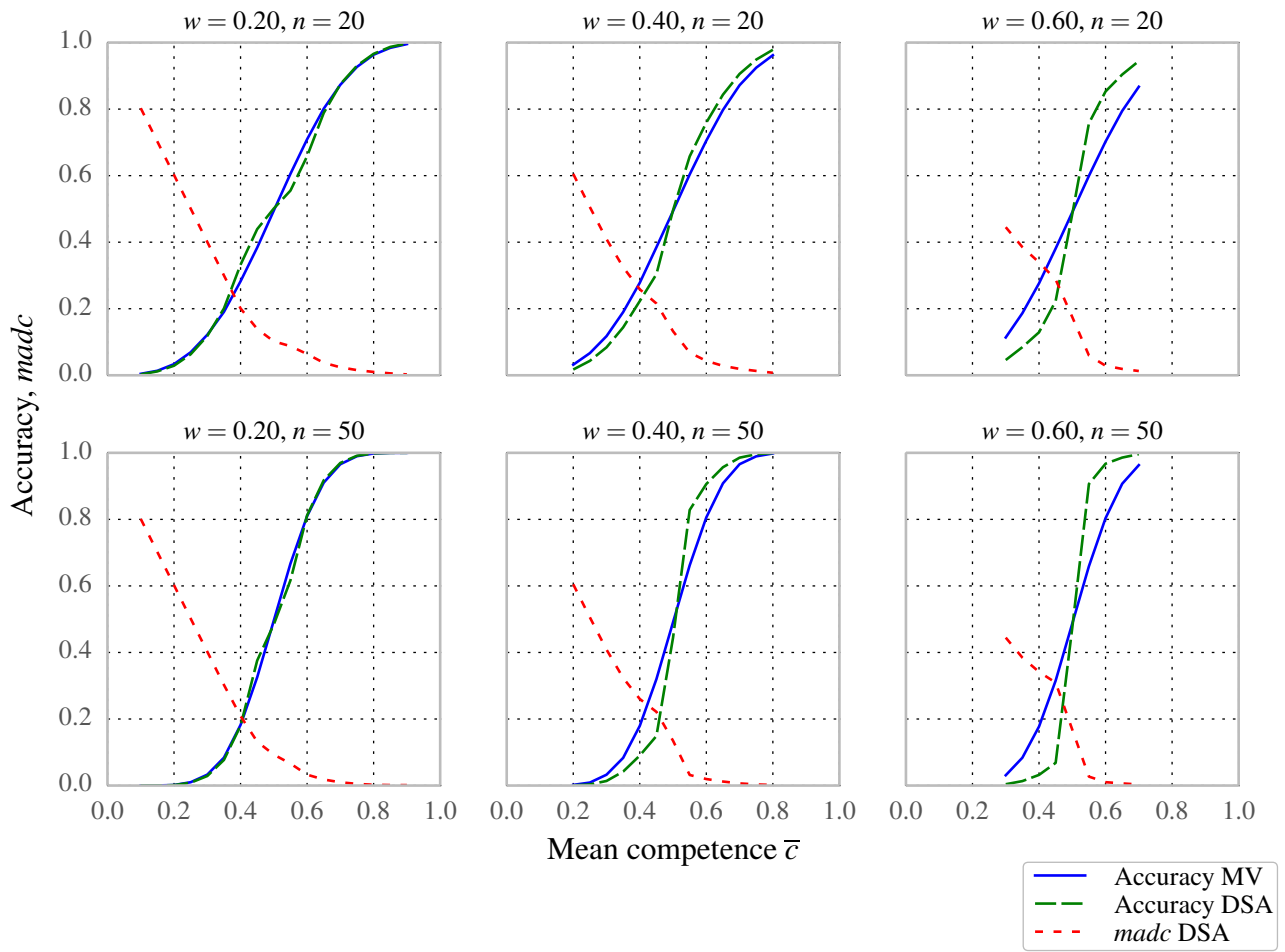 w = 0.20, n = 20
w = 0.40, n = 20
w = 0.60, n = 20
1.0
0.8
0.6
0.4
0.2
0.0
w = 0.20, n = 50
w = 0.40, n = 50
w = 0.60, n = 50
1.0
0.8
0.6
0.4
0.2
0.0
Accuracy, madc
0.0 0.2 0.4 0.6 0.8 1.0
0.0 0.2 0.4 0.6 0.8 1.0
0.0 0.2 0.4 0.6 0.8 1.0
Mean competence c̅
Accuracy MV
Accuracy DSA
madc DSA